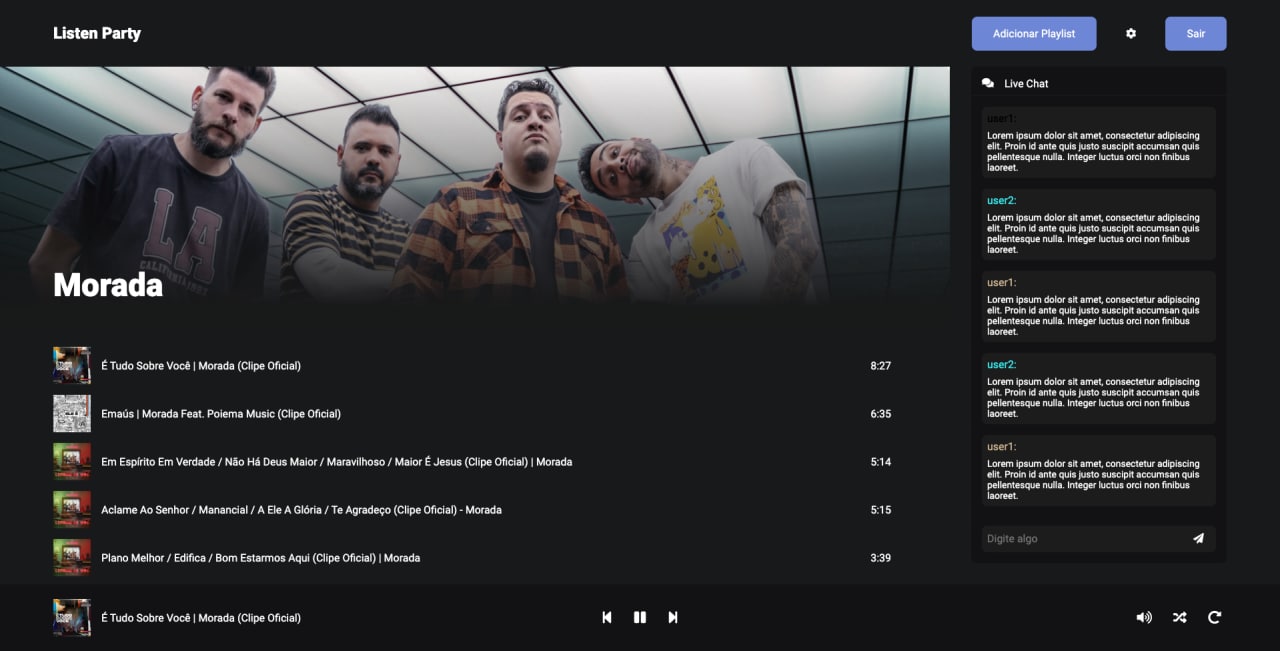 Listen Party
Adicionar Playlist
Sair
Live Chat
LA
Morada
user1:
Lorem ipsum dolor sit amet, consectetur adipiscing
elit. Proin id ante quis justo suscipit accumsan quis
pellentesque nulla. Integer luctus orci non finibus
laoreet.
user2:
Lorem ipsum dolor sit amet, consectetur adipiscing
elit. Proin id ante quis justo suscipit accumsan quis
pellentesque nulla. Integer luctus orci non finibus
laoreet.
user1:
Lorem ipsum dolor sit amet, consectetur adipiscing
elit. Proin id ante quis justo suscipit accumsan quis
pellentesque nulla. Integer luctus orci non finibus
laoreet.
user2:
Lorem ipsum dolor sit amet, consectetur adipiscing
elit. Proin id ante quis justo suscipit accumsan quis
pellentesque nulla. Integer luctus orci non finibus
laoreet.
user1:
Lorem ipsum dolor sit amet, consectetur adipiscing
elit. Proin id ante quis justo suscipit accumsan quis
pellentesque nulla. Integer luctus orci non finibus
laoreet.
Digite algo
É Tudo Sobre Você | Morada (Clipe Oficial) 8:27
Emaús | Morada Feat. Poiema Music (Clipe Oficial) 6:35
Em Espírito Em Verdade / Não Há Deus Maior / Maravilhoso / Maior É Jesus (Clipe Oficial) | Morada 5:14
Aclame Ao Senhor / Manancial / A Ele A Glória / Te Agradeço (Clipe Oficial) - Morada 5:15
Plano Melhor / Edifica / Bom Estarmos Aqui (Clipe Oficial) | Morada 3:39
É Tudo Sobre Você | Morada (Clipe Oficial)